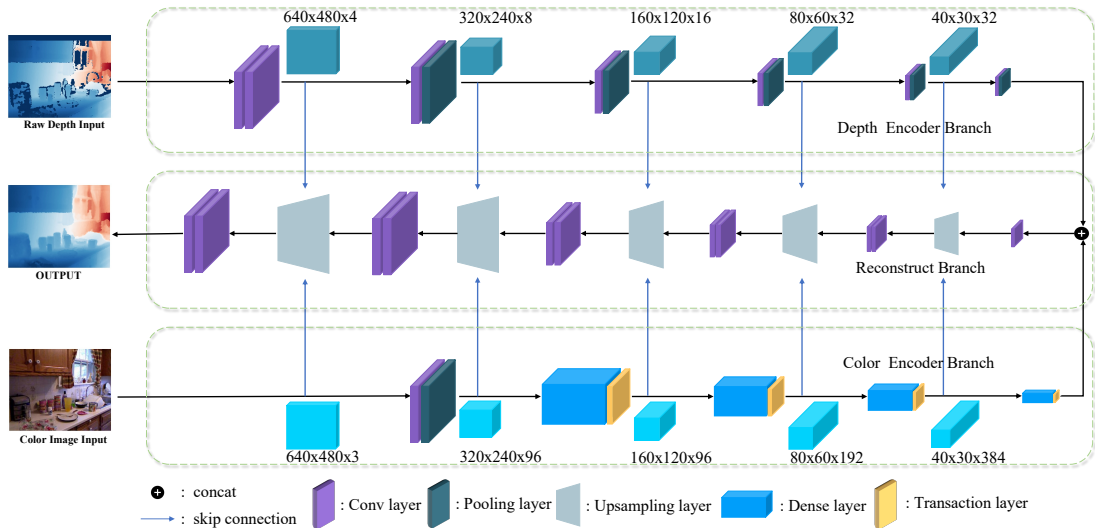 640x480x4 320x240x8 160x120x16 80x60x32 40x30x32
Raw Depth Input
Depth Encoder Branch
OUTPUT
Reconstruct Branch
Color Encoder Branch
Color Image Input
640x480x3 320x240x96 160x120x96 80x60x192 40x30x384
+ : concat
: Conv layer : Pooling layer : Upsampling layer : Dense layer : Transaction layer
: skip connection